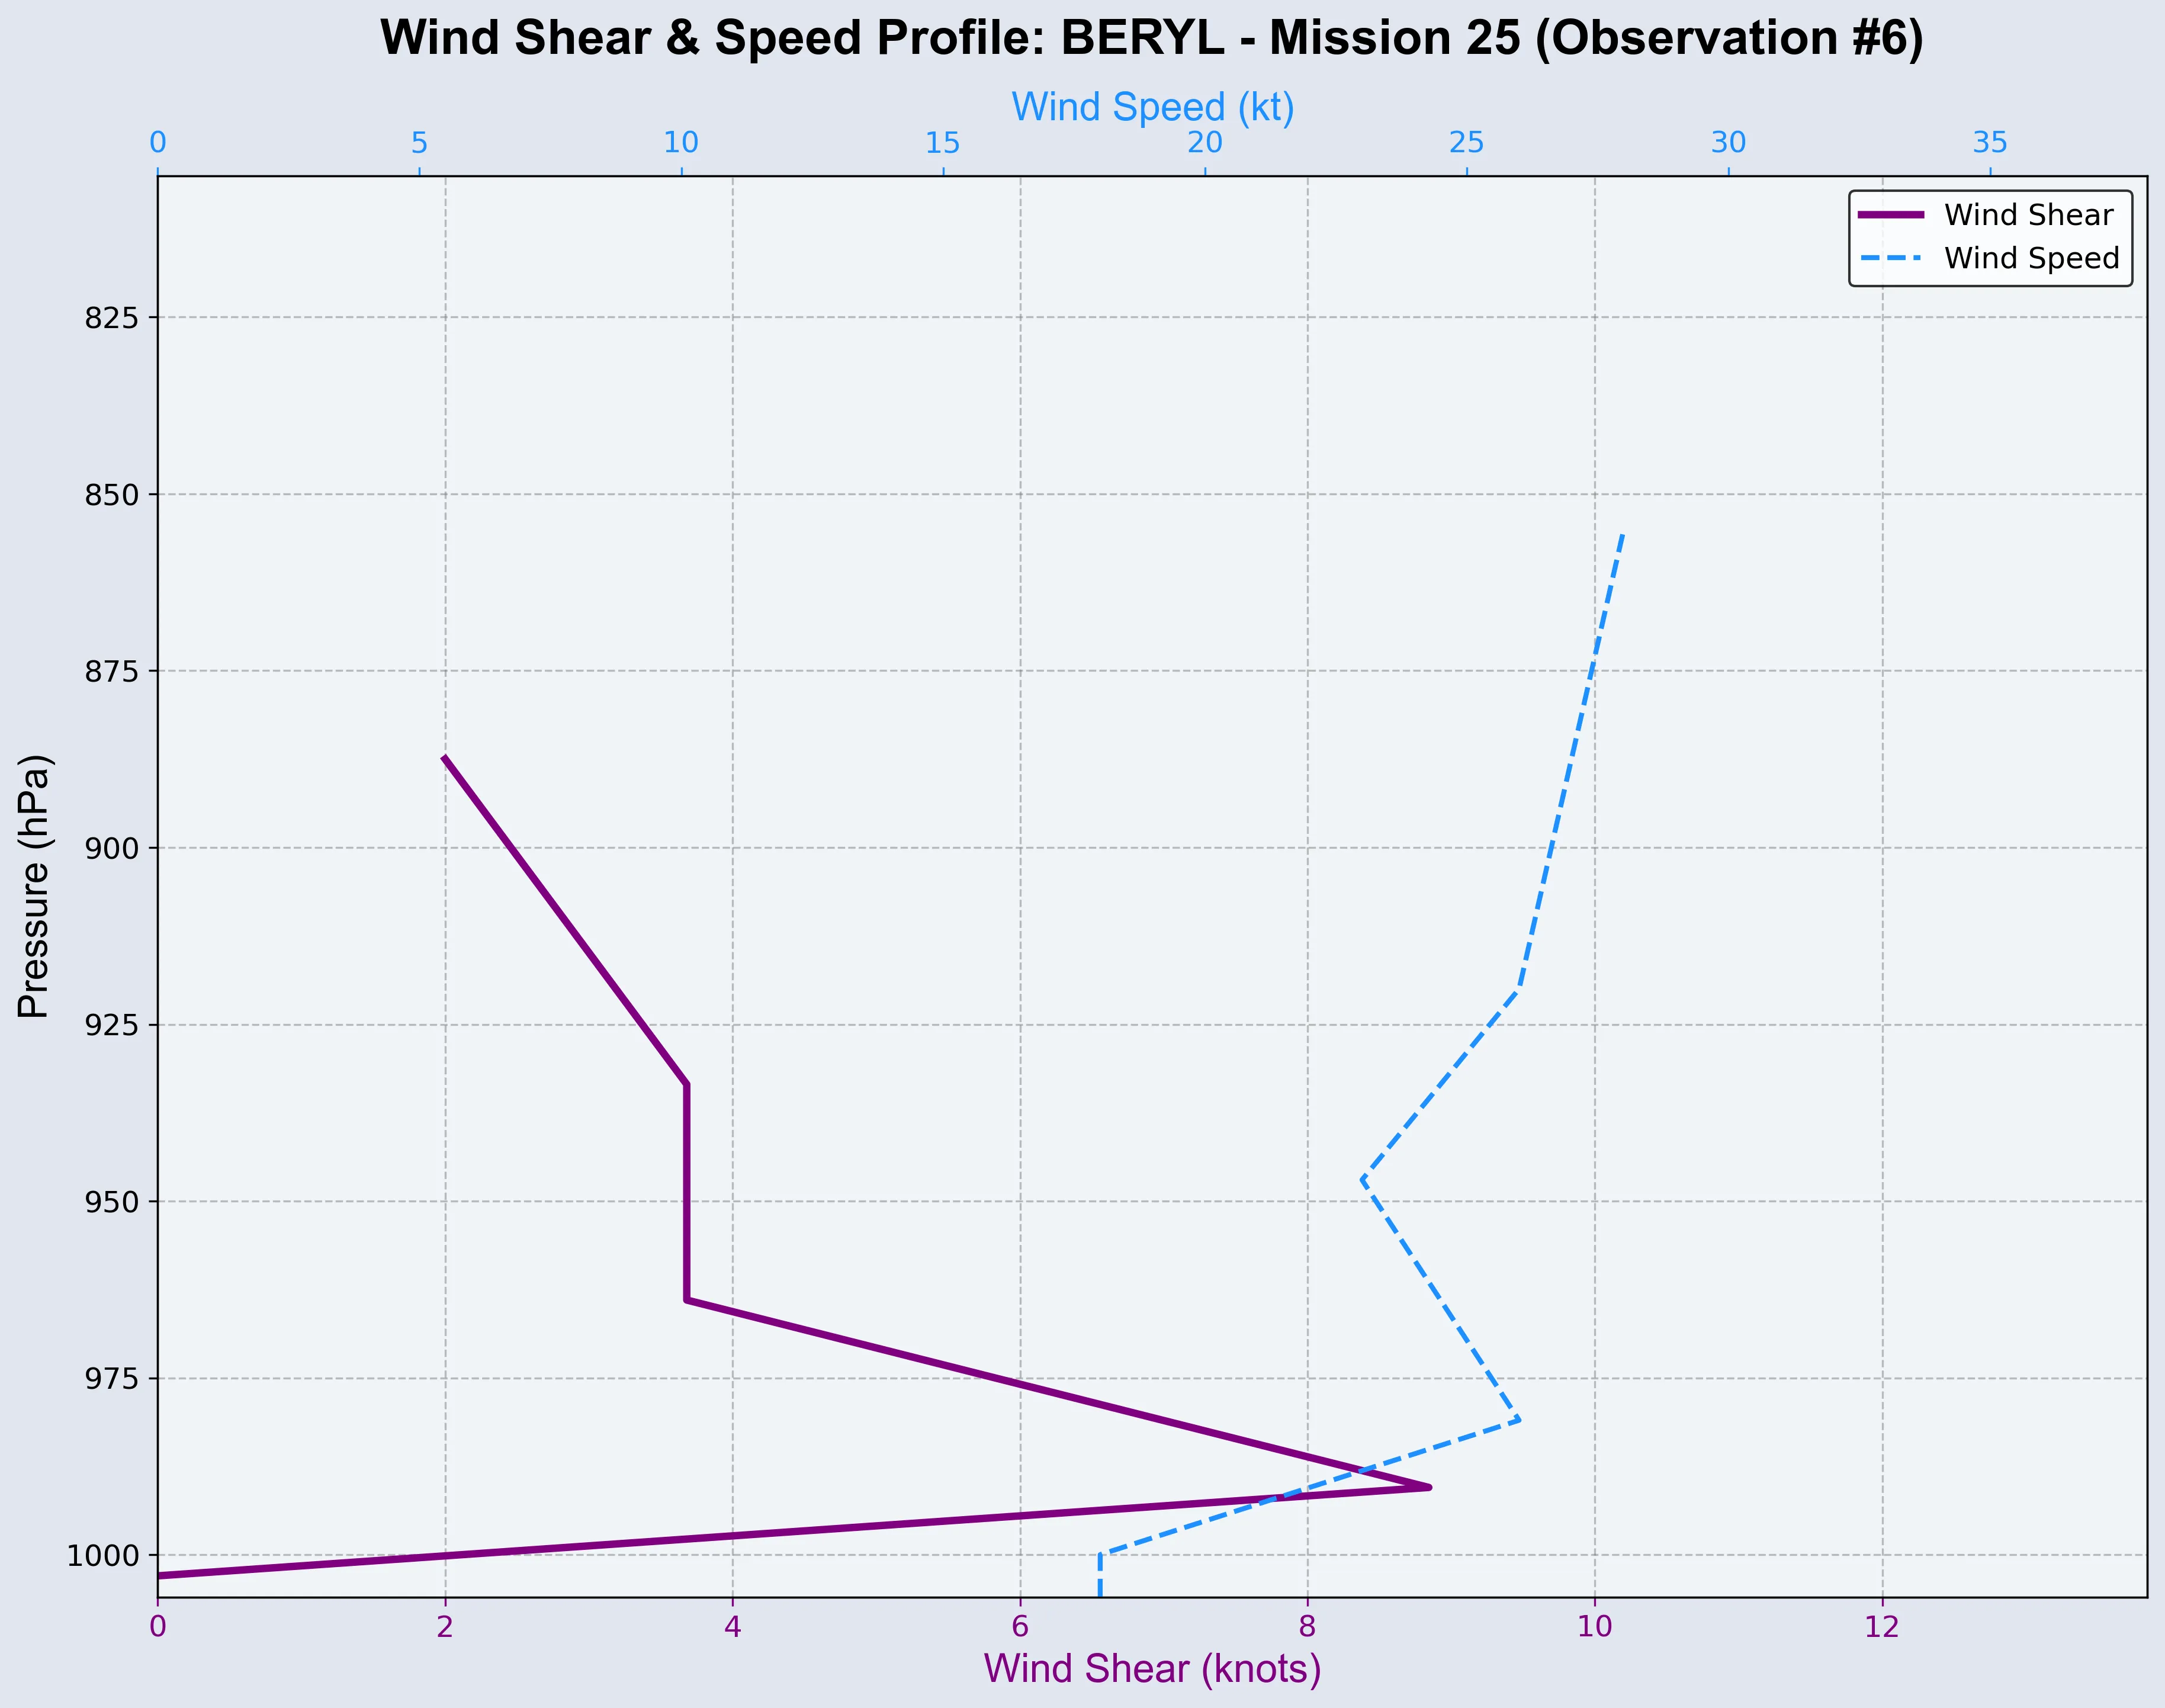 Wind Shear & Speed Profile: BERYL - Mission 25 (Observation #6)
Wind Speed (kt)
0 5 10 15 20 25 30 35
Wind Shear
Wind Speed
825
850
875
900
925
950
975
1000
Pressure (hPa)
0 2 4 6 8 10 12
Wind Shear (knots)